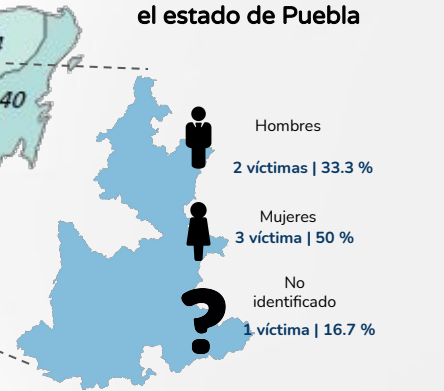 el estado de Puebla
40
Hombres
2 víctimas | 33.3 %
Mujeres
3 víctima | 50 %
No
identificado
1 víctima | 16.7 %